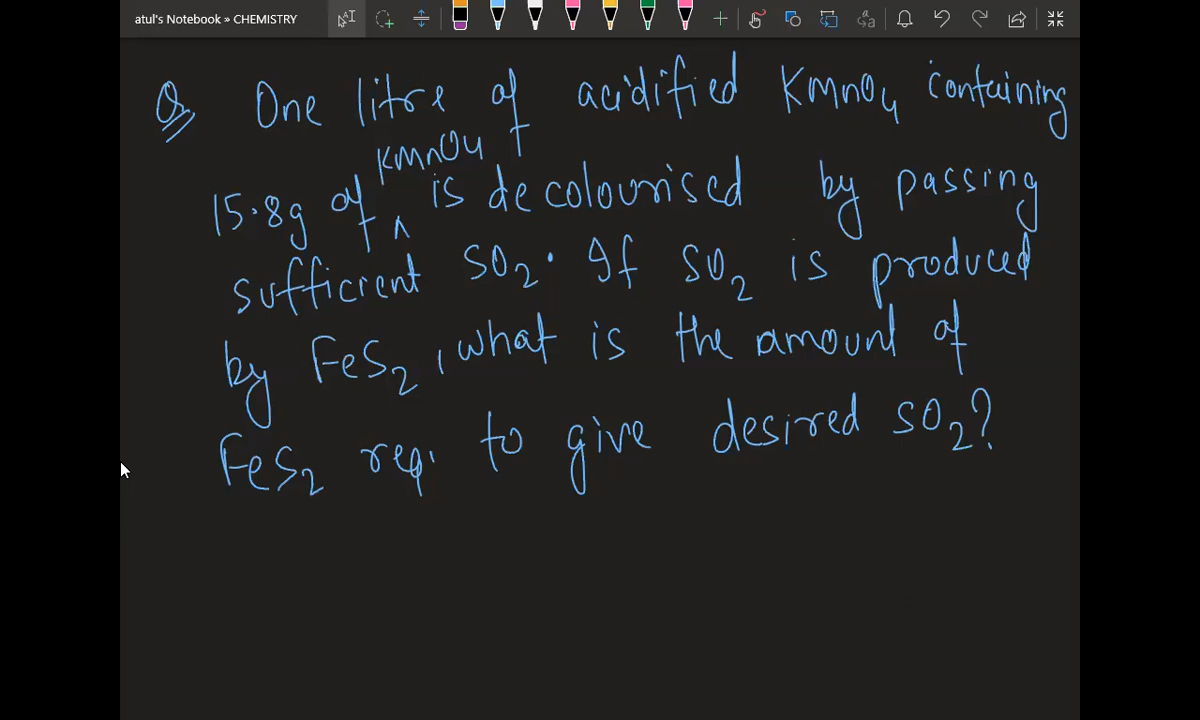 atul's Notebook » CHEMISTRY
Q. One litre of acidified KMnO4 containing
15.8g of KMnO4 is decolourised by passing
sufficient SO2. If SO2 is produced
by FeS2, what is the amount of
FeS2 req. to give desired SO2?